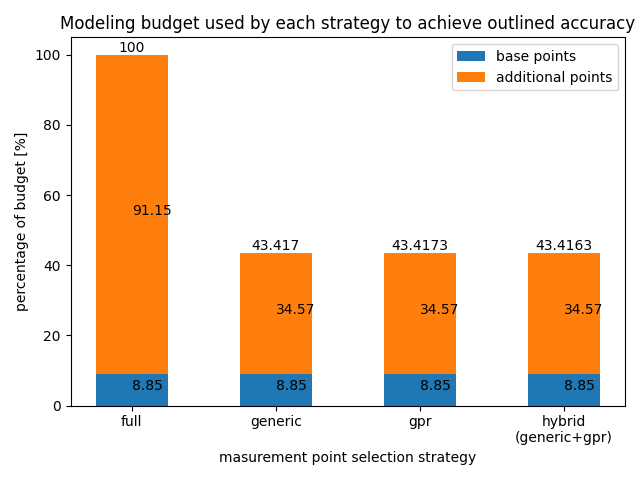 Modeling budget used by each strategy to achieve outlined accuracy
percentage of budget [%]
100
80
60
40
20
0
base points
additional points
100
91.15
8.85
43.417
34.57
8.85
43.4173
34.57
8.85
43.4163
34.57
8.85
full
generic
gpr
hybrid
(generic+gpr)
masurement point selection strategy